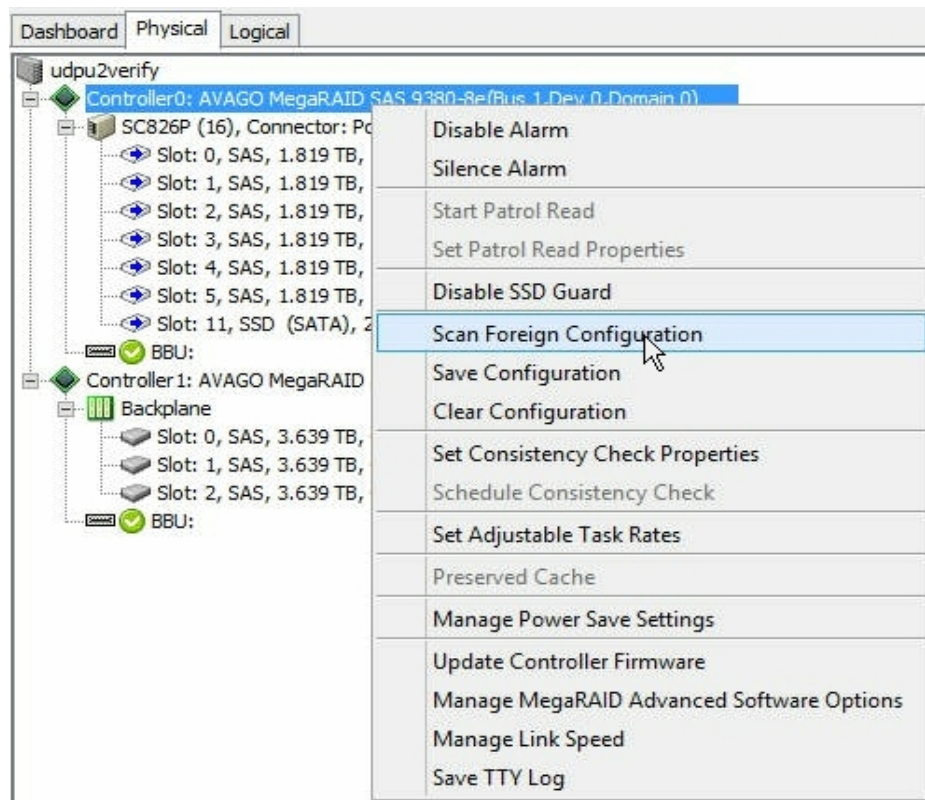 Dashboard Physical Logical
udpu2verify
Controller0: AVAGO MegaRAID SAS 9380-8e(Bus 1,Dev 0,Domain 0)
SC826P (16), Connector:
Slot: 0, SAS, 1.819 TB,
Slot: 1, SAS, 1.819 TB,
Slot: 2, SAS, 1.819 TB,
Slot: 3, SAS, 1.819 TB,
Slot: 4, SAS, 1.819 TB,
Slot: 5, SAS, 1.819 TB,
Slot: 11, SSD (SATA), 2
BBU:
Controller1: AVAGO MegaRAID
Backplane
Slot: 0, SAS, 3.639 TB,
Slot: 1, SAS, 3.639 TB,
Slot: 2, SAS, 3.639 TB,
BBU:
Disable Alarm
Silence Alarm
Start Patrol Read
Set Patrol Read Properties
Disable SSD Guard
Scan Foreign Configuration
Save Configuration
Clear Configuration
Set Consistency Check Properties
Schedule Consistency Check
Set Adjustable Task Rates
Preserved Cache
Manage Power Save Settings
Update Controller Firmware
Manage MegaRAID Advanced Software Options
Manage Link Speed
Save TTY Log